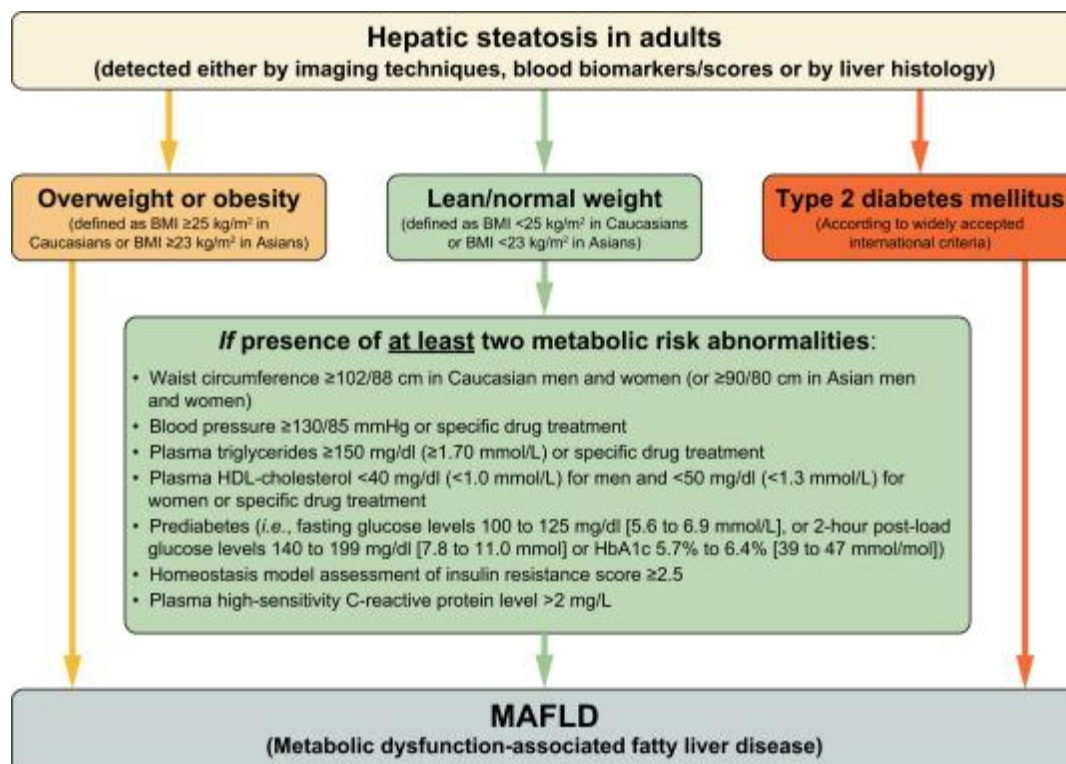 Hepatic steatosis in adults
(detected either by imaging techniques, blood biomarkers/scores or by liver histology)
Overweight or obesity
(defined as BMI ≥25 kg/m² in
Caucasians or BMI ≥23 kg/m² in Asians)
Lean/normal weight
(defined as BMI <25 kg/m² in Caucasians
or BMI <23 kg/m² in Asians)
Type 2 diabetes mellitus
(According to widely accepted
international criteria)
If presence of at least two metabolic risk abnormalities:
• Waist circumference ≥102/88 cm in Caucasian men and women (or ≥90/80 cm in Asian men
and women)
• Blood pressure ≥130/85 mmHg or specific drug treatment
• Plasma triglycerides ≥150 mg/dl (≥1.70 mmol/L) or specific drug treatment
• Plasma HDL-cholesterol <40 mg/dl (<1.0 mmol/L) for men and <50 mg/dl (<1.3 mmol/L) for
women or specific drug treatment
• Prediabetes (i.e., fasting glucose levels 100 to 125 mg/dl [5.6 to 6.9 mmol/L], or 2-hour post-load
glucose levels 140 to 199 mg/dl [7.8 to 11.0 mmol] or HbA1c 5.7% to 6.4% [39 to 47 mmol/mol])
• Homeostasis model assessment of insulin resistance score ≥2.5
• Plasma high-sensitivity C-reactive protein level >2 mg/L
MAFLD
(Metabolic dysfunction-associated fatty liver disease)